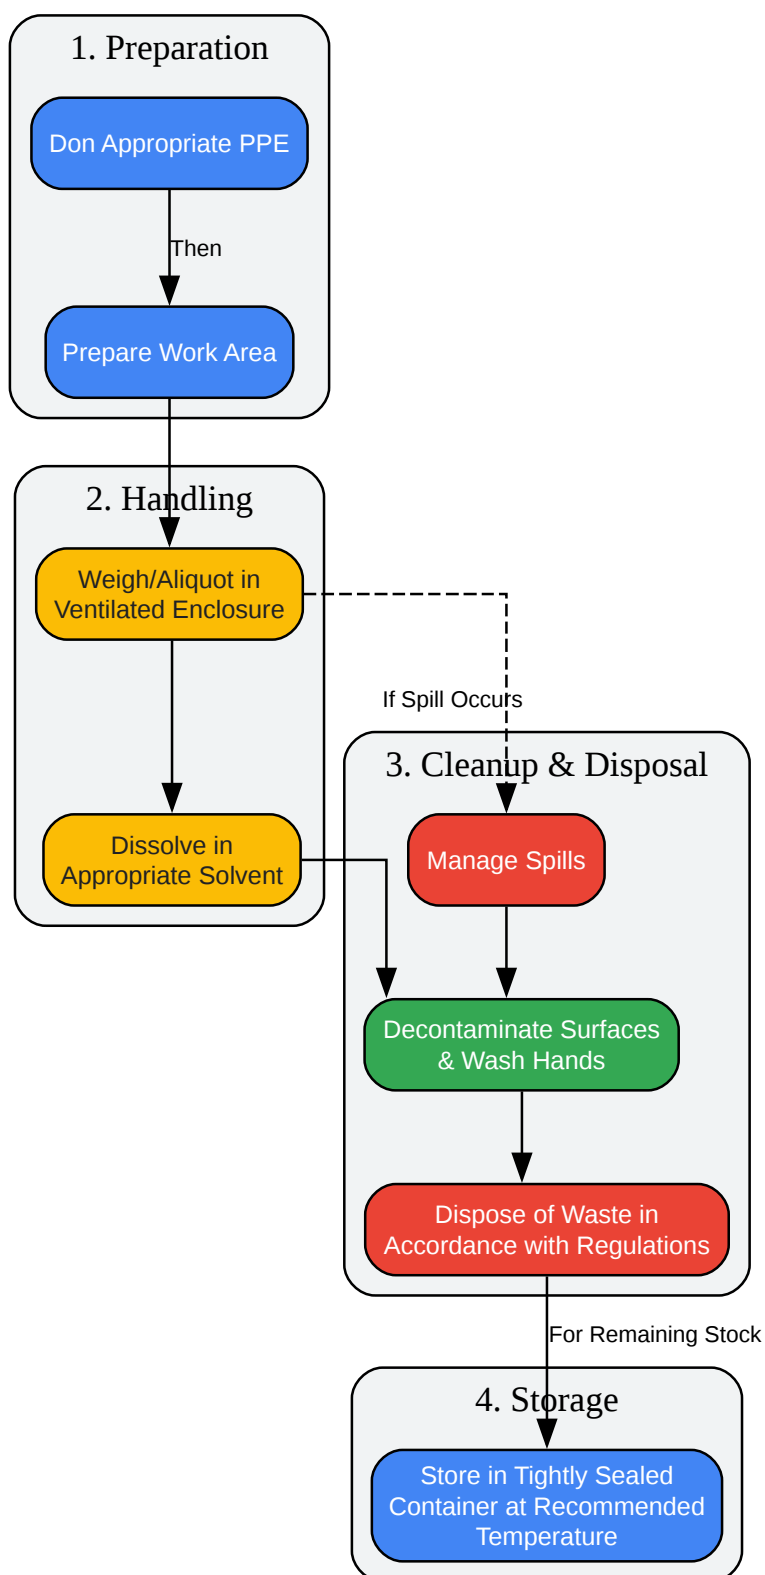 1. Preparation
Don Appropriate PPE
Then
Prepare Work Area
2. Handling
Weigh/Aliquot in
Ventilated Enclosure
If Spill Occurs
3. Cleanup & Disposal
Dissolve in
Appropriate Solvent
Manage Spills
Decontaminate Surfaces
& Wash Hands
Dispose of Waste in
Accordance with Regulations
For Remaining Stock
4. Storage
Store in Tightly Sealed
Container at Recommended
Temperature